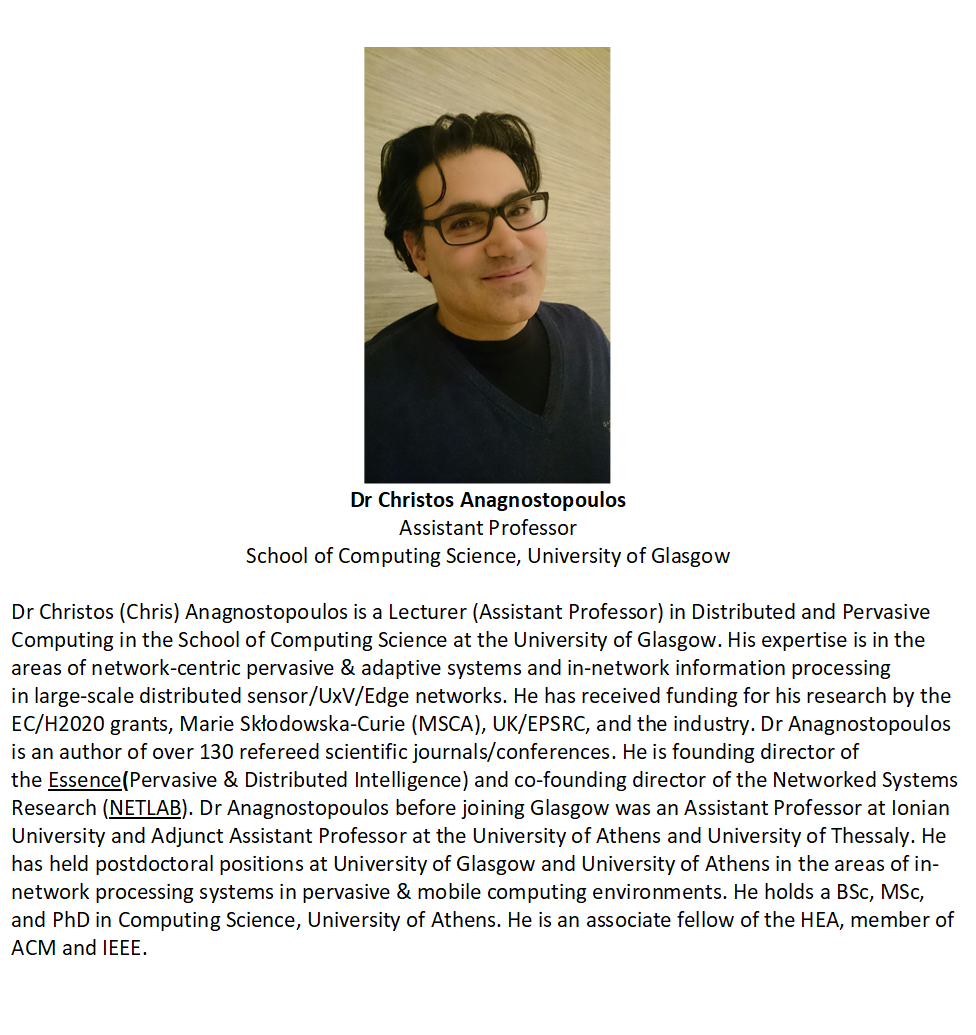 Dr Christos Anagnostopoulos
Assistant Professor
School of Computing Science, University of Glasgow
Dr Christos (Chris) Anagnostopoulos is a Lecturer (Assistant Professor) in Distributed and Pervasive
Computing in the School of Computing Science at the University of Glasgow. His expertise is in the
areas of network-centric pervasive & adaptive systems and in-network information processing
in large-scale distributed sensor/UxV/Edge networks. He has received funding for his research by the
EC/H2020 grants, Marie Skłodowska-Curie (MSCA), UK/EPSRC, and the industry. Dr Anagnostopoulos
is an author of over 130 refereed scientific journals/conferences. He is founding director of
the Essence(Pervasive & Distributed Intelligence) and co-founding director of the Networked Systems
Research (NETLAB). Dr Anagnostopoulos before joining Glasgow was an Assistant Professor at Ionian
University and Adjunct Assistant Professor at the University of Athens and University of Thessaly. He
has held postdoctoral positions at University of Glasgow and University of Athens in the areas of in-
network processing systems in pervasive & mobile computing environments. He holds a BSc, MSc,
and PhD in Computing Science, University of Athens. He is an associate fellow of the HEA, member of
ACM and IEEE.